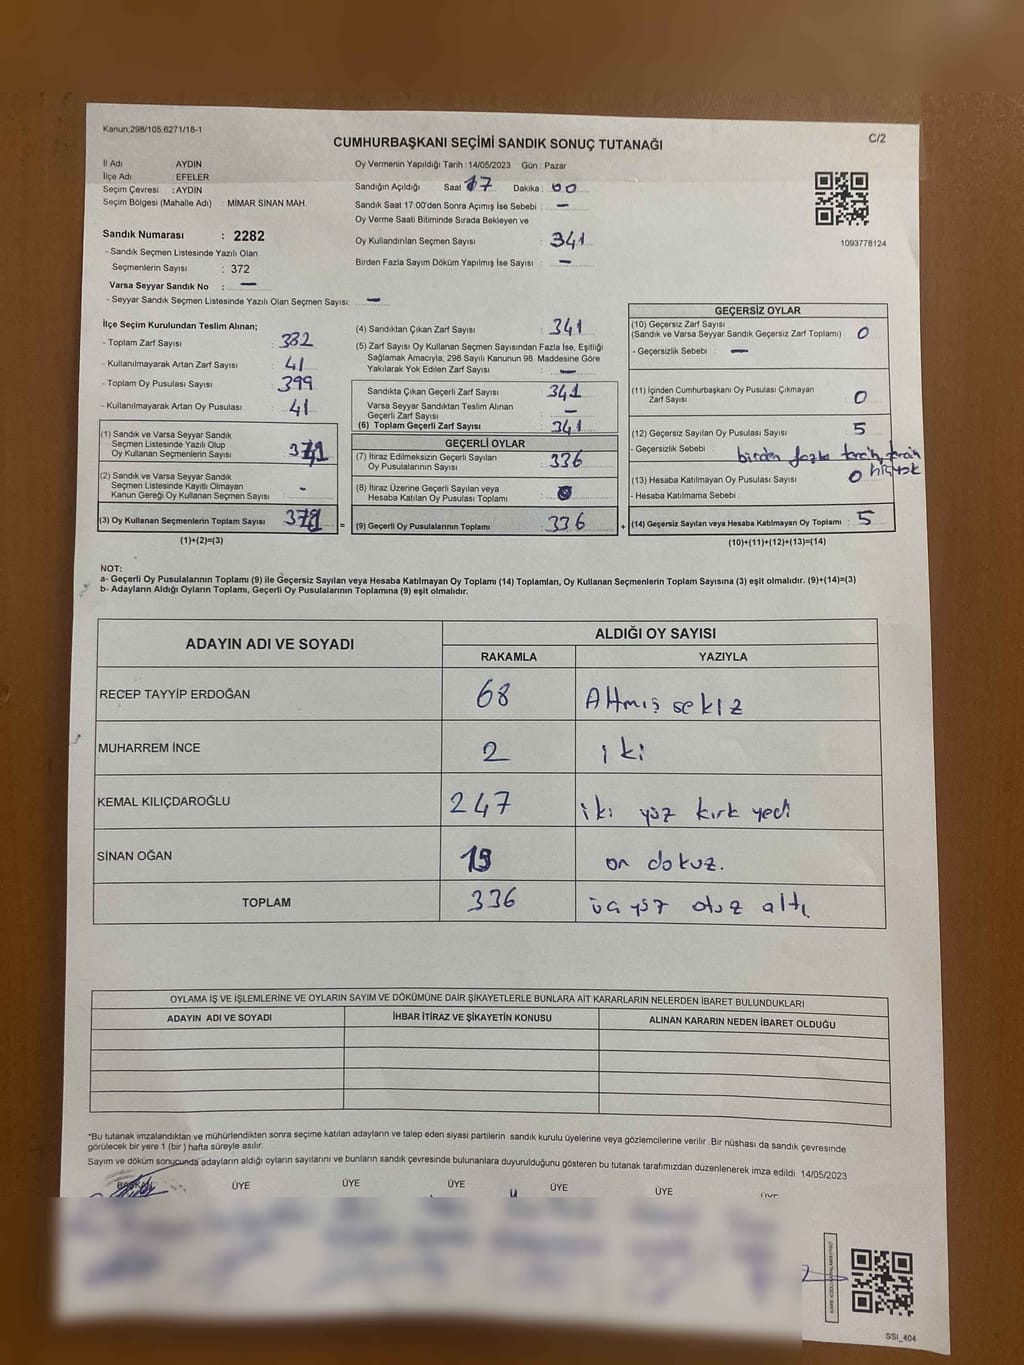 Kanun;298/105,6271/18-1
C/2
CUMHURBAŞKANI SEÇİMİ SANDIK SONUÇ TUTANAĞI
İl Adı : AYDIN
İlçe Adı : EFELER
Seçim Çevresi : AYDIN
Seçim Bölgesi (Mahalle Adı) : MİMAR SİNAN MAH.
Sandık Numarası : 2282
- Sandık Seçmen Listesinde Yazılı Olan
Seçmenlerin Sayısı : 372
Varsa Seyyar Sandık No : —
- Seyyar Sandık Seçmen Listesinde Yazılı Olan Seçmen Sayısı: —
Oy Vermenin Yapıldığı Tarih : 14/05/2023 Gün : Pazar
Sandığın Açıldığı Saat 17 Dakika : 00
Sandık Saat 17:00'den Sonra Açımış İse Sebebi : —
Oy Verme Saati Bitiminde Sırada Bekleyen ve
Oy Kullandırılan Seçmen Sayısı : 341
Birden Fazla Sayım Döküm Yapılmış İse Sayısı : —
1093778124
İlçe Seçim Kurulundan Teslim Alınan;
- Toplam Zarf Sayısı : 382
- Kullanılmayarak Artan Zarf Sayısı : 41
- Toplam Oy Pusulası Sayısı : 399
- Kullanılmayarak Artan Oy Pusulası : 41
(1) Sandık ve Varsa Seyyar Sandık
Seçmen Listesinde Yazılı Olup
Oy Kullanan Seçmenlerin Sayısı :
(2) Sandık ve Varsa Seyyar Sandık
Seçmen Listesinde Kayıtlı Olmayan
Kanun Gereği Oy Kullanan Seçmen Sayısı : -
(3) Oy Kullanan Seçmenlerin Toplam Sayısı :
(1)+(2)=(3)
(4) Sandıktan Çıkan Zarf Sayısı : 341
(5) Zarf Sayısı Oy Kullanan Seçmen Sayısından Fazla İse, Eşitliği
Sağlamak Amacıyla; 298 Sayılı Kanunun 98. Maddesine Göre
Yakılarak Yok Edilen Zarf Sayısı : —
Sandıkta Çıkan Geçerli Zarf Sayısı : 341
Varsa Seyyar Sandıktan Teslim Alınan
Geçerli Zarf Sayısı : —
(6) Toplam Geçerli Zarf Sayısı : 341
GEÇERLİ OYLAR
(7) İtiraz Edilmeksizin Geçerli Sayılan
Oy Pusulalarının Sayısı : 336
(8) İtiraz Üzerine Geçerli Sayılan veya
Hesaba Katılan Oy Pusulası Toplamı :
= (9) Geçerli Oy Pusulalarının Toplamı : 336
GEÇERSİZ OYLAR
(10) Geçersiz Zarf Sayısı
(Sandık ve Varsa Seyyar Sandık Geçersiz Zarf Toplamı) : 0
- Geçersizlik Sebebi : —
(11) İçinden Cumhurbaşkanı Oy Pusulası Çıkmayan
Zarf Sayısı : 0
(12) Geçersiz Sayılan Oy Pusulası Sayısı : 5
- Geçersizlik Sebebi : birden fazla tercih, tercih
hiç yok
(13) Hesaba Katılmayan Oy Pusulası Sayısı : 0
- Hesaba Katılmama Sebebi :
+ (14) Geçersiz Sayılan veya Hesaba Katılmayan Oy Toplamı : 5
(10)+(11)+(12)+(13)=(14)
NOT:
a- Geçerli Oy Pusulalarının Toplamı (9) ile Geçersiz Sayılan veya Hesaba Katılmayan Oy Toplamı (14) Toplamları, Oy Kullanan Seçmenlerin Toplam Sayısına (3) eşit olmalıdır. (9)+(14)=(3)
b- Adayların Aldığı Oyların Toplamı, Geçerli Oy Pusulalarının Toplamına (9) eşit olmalıdır.
ADAYIN ADI VE SOYADI
ALDIĞI OY SAYISI
RAKAMLA YAZIYLA
RECEP TAYYİP ERDOĞAN 68 Altmış sekiz
MUHARREM İNCE 2 iki
KEMAL KILIÇDAROĞLU 247 iki yüz kırk yedi
SİNAN OĞAN 19 on dokuz.
TOPLAM 336 üç yüz otuz altı
OYLAMA İŞ VE İŞLEMLERİNE VE OYLARIN SAYIM VE DÖKÜMÜNE DAİR ŞİKAYETLERLE BUNLARA AİT KARARLARIN NELERDEN İBARET BULUNDUKLARI
ADAYIN ADI VE SOYADI İHBAR İTİRAZ VE ŞİKAYETİN KONUSU ALINAN KARARIN NEDEN İBARET OLDUĞU
*Bu tutanak imzalandıktan ve mühürlendikten sonra seçime katılan adayların ve talep eden siyasi partilerin sandık kurulu üyelerine veya gözlemcilerine verilir .Bir nüshası da sandık çevresinde
görülecek bir yere 1 (bir ) hafta süreyle asılır.
Sayım ve döküm sonucunda adayların aldığı oyların sayılarını ve bunların sandık çevresinde bulunanlara duyurulduğunu gösteren bu tutanak tarafımızdan düzenlenerek imza edildi. 14/05/2023
BAŞKAN ÜYE ÜYE ÜYE ÜYE ÜYE
SSI_404